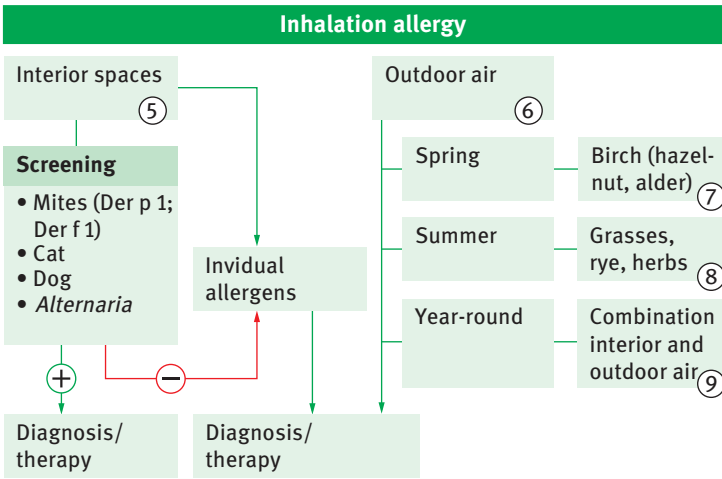 Inhalation allergy
Interior spaces
5
Screening
• Mites (Der p 1;
Der f 1)
• Cat
• Dog
• Alternaria
+
−
Diagnosis/
therapy
Invidual
allergens
Diagnosis/
therapy
Outdoor air
6
Spring
Birch (hazel-
nut, alder)
7
Summer
Grasses,
rye, herbs
8
Year-round
Combination
interior and
outdoor air
9